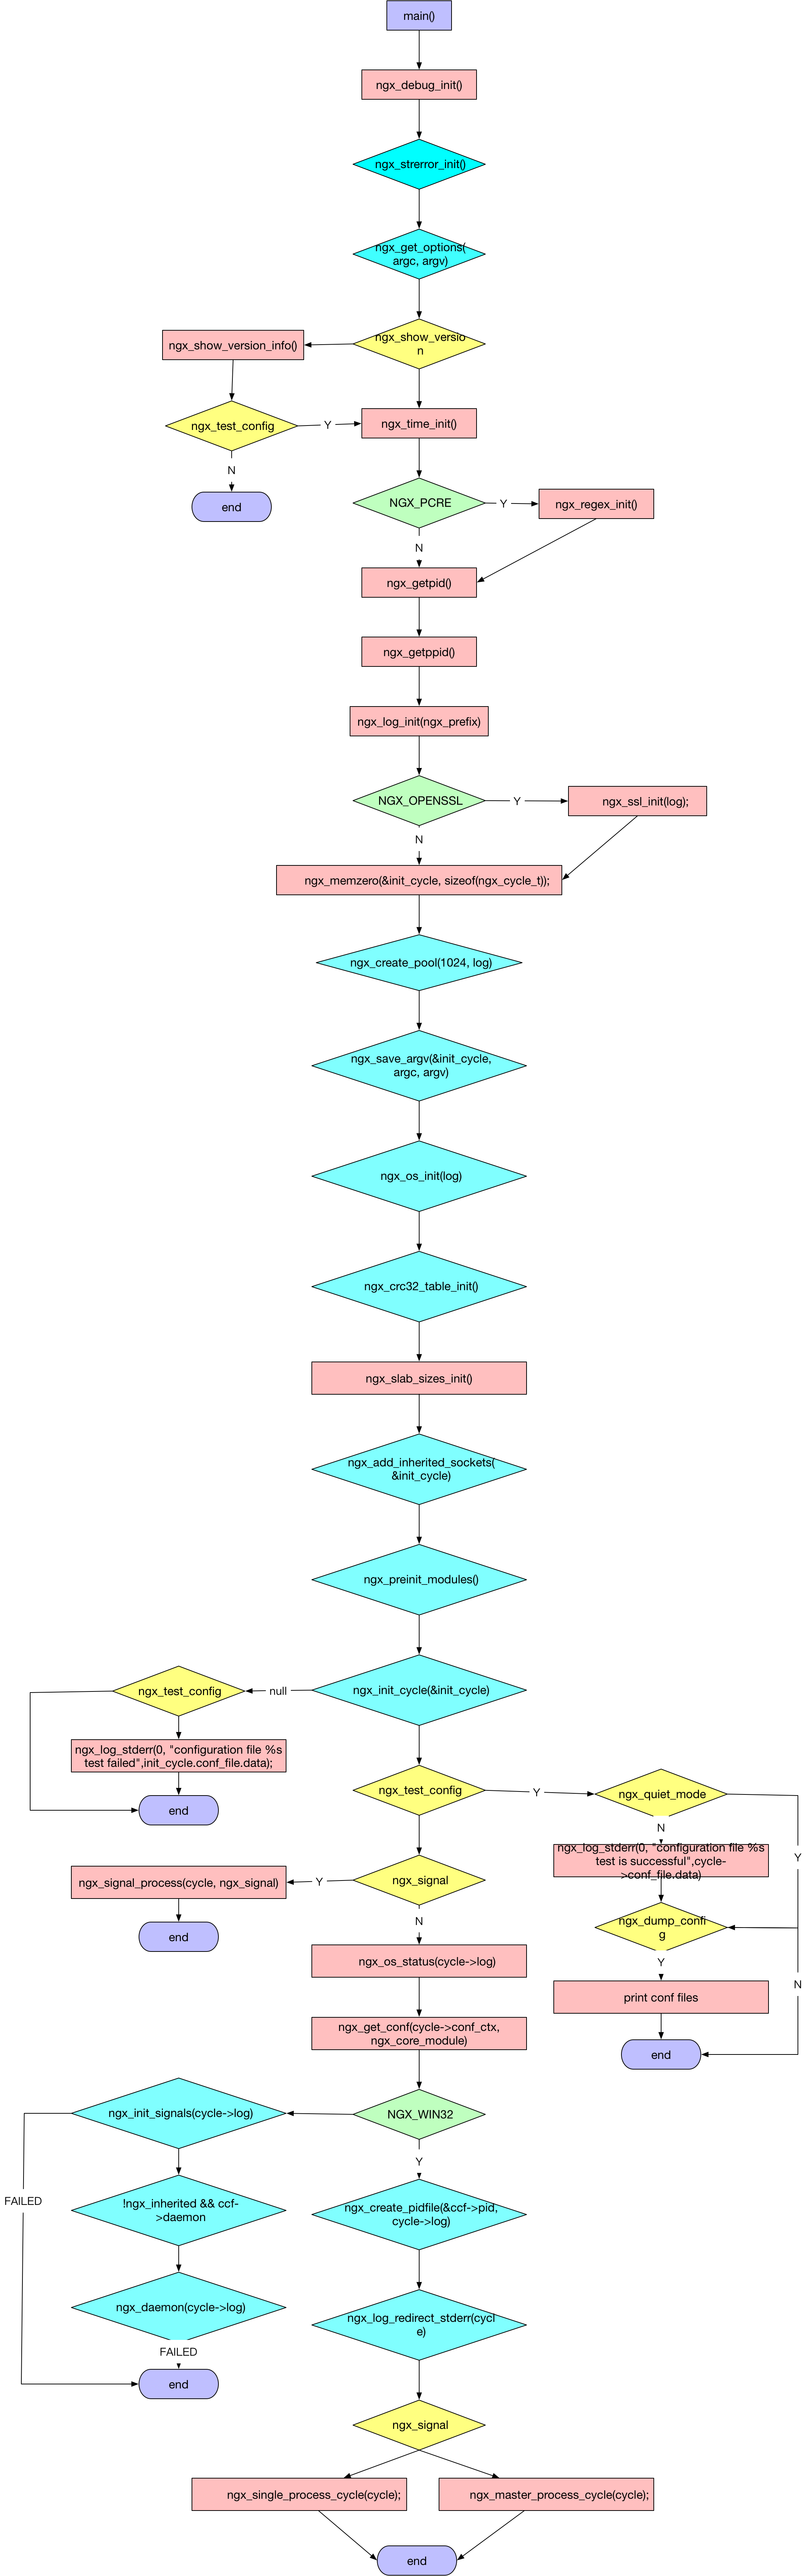 main()
ngx_debug_init()
ngx_strerror_init()
ngx_get_options(
argc, argv)
ngx_show_versio
n
ngx_show_version_info()
ngx_test_config
Y
ngx_time_init()
N
end
NGX_PCRE
Y
ngx_regex_init()
N
ngx_getpid()
ngx_getppid()
ngx_log_init(ngx_prefix)
NGX_OPENSSL
Y
ngx_ssl_init(log);
N
ngx_memzero(&init_cycle, sizeof(ngx_cycle_t));
ngx_create_pool(1024, log)
ngx_save_argv(&init_cycle,
argc, argv)
ngx_os_init(log)
ngx_crc32_table_init()
ngx_slab_sizes_init()
ngx_add_inherited_sockets(
&init_cycle)
ngx_preinit_modules()
ngx_init_cycle(&init_cycle)
null
ngx_test_config
ngx_log_stderr(0, "configuration file %s
test failed",init_cycle.conf_file.data);
end
ngx_test_config
Y
ngx_quiet_mode
N
Y
ngx_log_stderr(0, "configuration file %s
test is successful",cycle-
>conf_file.data)
ngx_dump_confi
g
Y
N
print conf files
end
ngx_signal
Y
ngx_signal_process(cycle, ngx_signal)
end
N
ngx_os_status(cycle->log)
ngx_get_conf(cycle->conf_ctx,
ngx_core_module)
NGX_WIN32
ngx_init_signals(cycle->log)
FAILED
!ngx_inherited && ccf-
>daemon
ngx_daemon(cycle->log)
FAILED
end
Y
ngx_create_pidfile(&ccf->pid,
cycle->log)
ngx_log_redirect_stderr(cycl
e)
ngx_signal
ngx_single_process_cycle(cycle);
ngx_master_process_cycle(cycle);
end